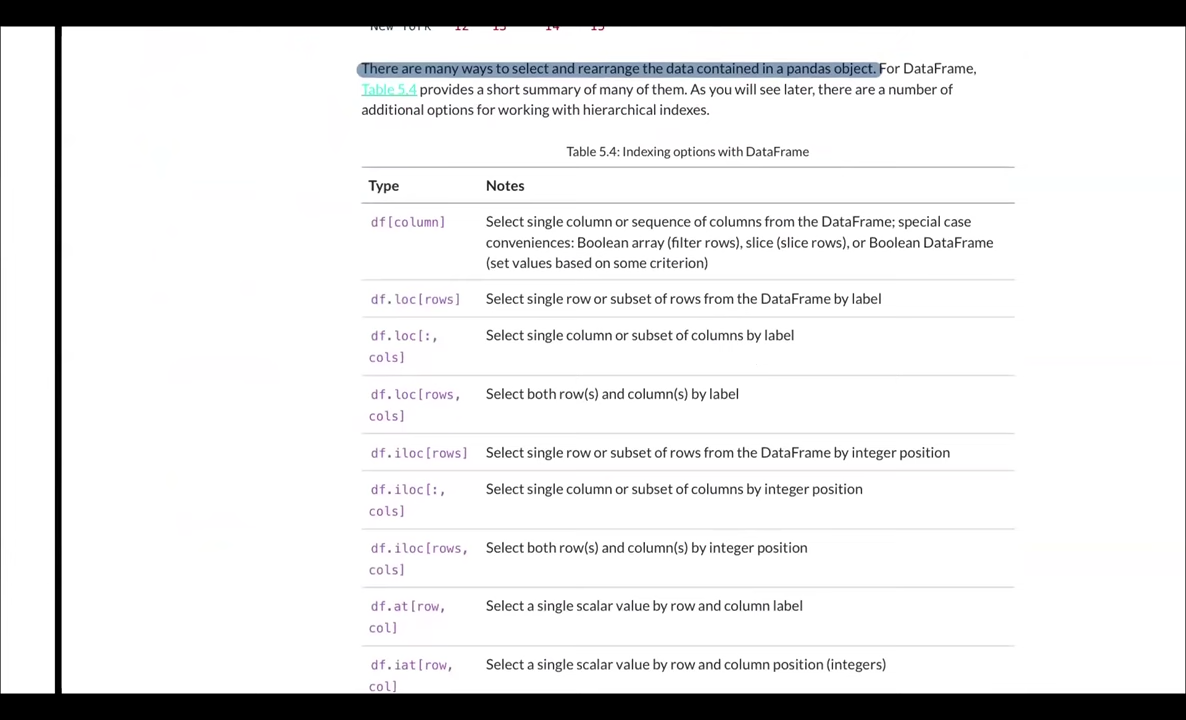 New York 12 13 14 15
There are many ways to select and rearrange the data contained in a pandas object. For DataFrame,
Table 5.4 provides a short summary of many of them. As you will see later, there are a number of
additional options for working with hierarchical indexes.
Table 5.4: Indexing options with DataFrame
Type Notes
df[column] Select single column or sequence of columns from the DataFrame; special case
conveniences: Boolean array (filter rows), slice (slice rows), or Boolean DataFrame
(set values based on some criterion)
df.loc[rows] Select single row or subset of rows from the DataFrame by label
df.loc[:, Select single column or subset of columns by label
cols]
df.loc[rows, Select both row(s) and column(s) by label
cols]
df.iloc[rows] Select single row or subset of rows from the DataFrame by integer position
df.iloc[:, Select single column or subset of columns by integer position
cols]
df.iloc[rows, Select both row(s) and column(s) by integer position
cols]
df.at[row, Select a single scalar value by row and column label
col]
df.iat[row, Select a single scalar value by row and column position (integers)
col]